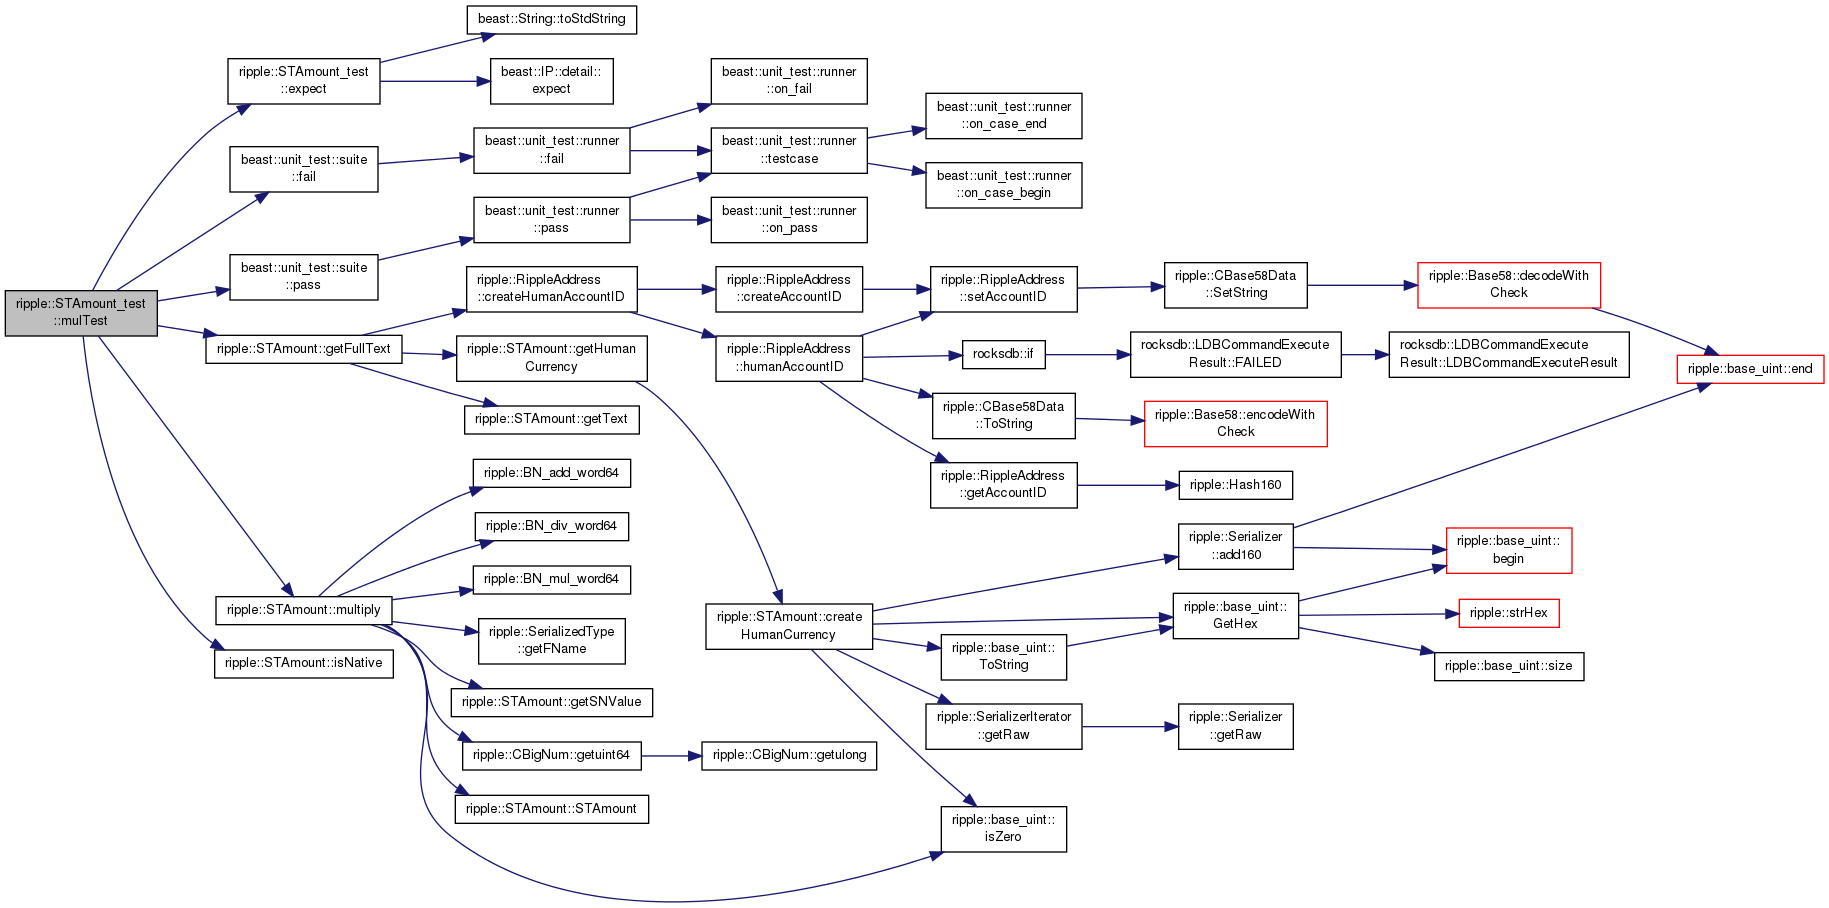 ripple::STAmount_test
::mulTest
ripple::STAmount_test
::expect
beast::String::toStdString
beast::IP::detail::
expect
beast::unit_test::suite
::fail
beast::unit_test::runner
::fail
beast::unit_test::runner
::on_fail
beast::unit_test::runner
::testcase
beast::unit_test::runner
::on_case_end
beast::unit_test::runner
::on_case_begin
beast::unit_test::suite
::pass
beast::unit_test::runner
::pass
beast::unit_test::runner
::on_pass
ripple::STAmount::getFullText
ripple::RippleAddress
::createHumanAccountID
ripple::RippleAddress
::createAccountID
ripple::RippleAddress
::setAccountID
ripple::CBase58Data
::SetString
ripple::Base58::decodeWith
Check
ripple::base_uint::end
ripple::RippleAddress
::humanAccountID
rocksdb::if
rocksdb::LDBCommandExecute
Result::FAILED
rocksdb::LDBCommandExecute
Result::LDBCommandExecuteResult
ripple::CBase58Data
::ToString
ripple::Base58::encodeWith
Check
ripple::RippleAddress
::getAccountID
ripple::Hash160
ripple::STAmount::getHuman
Currency
ripple::STAmount::getText
ripple::STAmount::create
HumanCurrency
ripple::Serializer
::add160
ripple::base_uint::
begin
ripple::base_uint::
GetHex
ripple::strHex
ripple::base_uint::size
ripple::base_uint::
ToString
ripple::SerializerIterator
::getRaw
ripple::Serializer
::getRaw
ripple::base_uint::
isZero
ripple::STAmount::multiply
ripple::BN_add_word64
ripple::BN_div_word64
ripple::BN_mul_word64
ripple::SerializedType
::getFName
ripple::STAmount::getSNValue
ripple::CBigNum::getuint64
ripple::CBigNum::getulong
ripple::STAmount::STAmount
ripple::STAmount::isNative